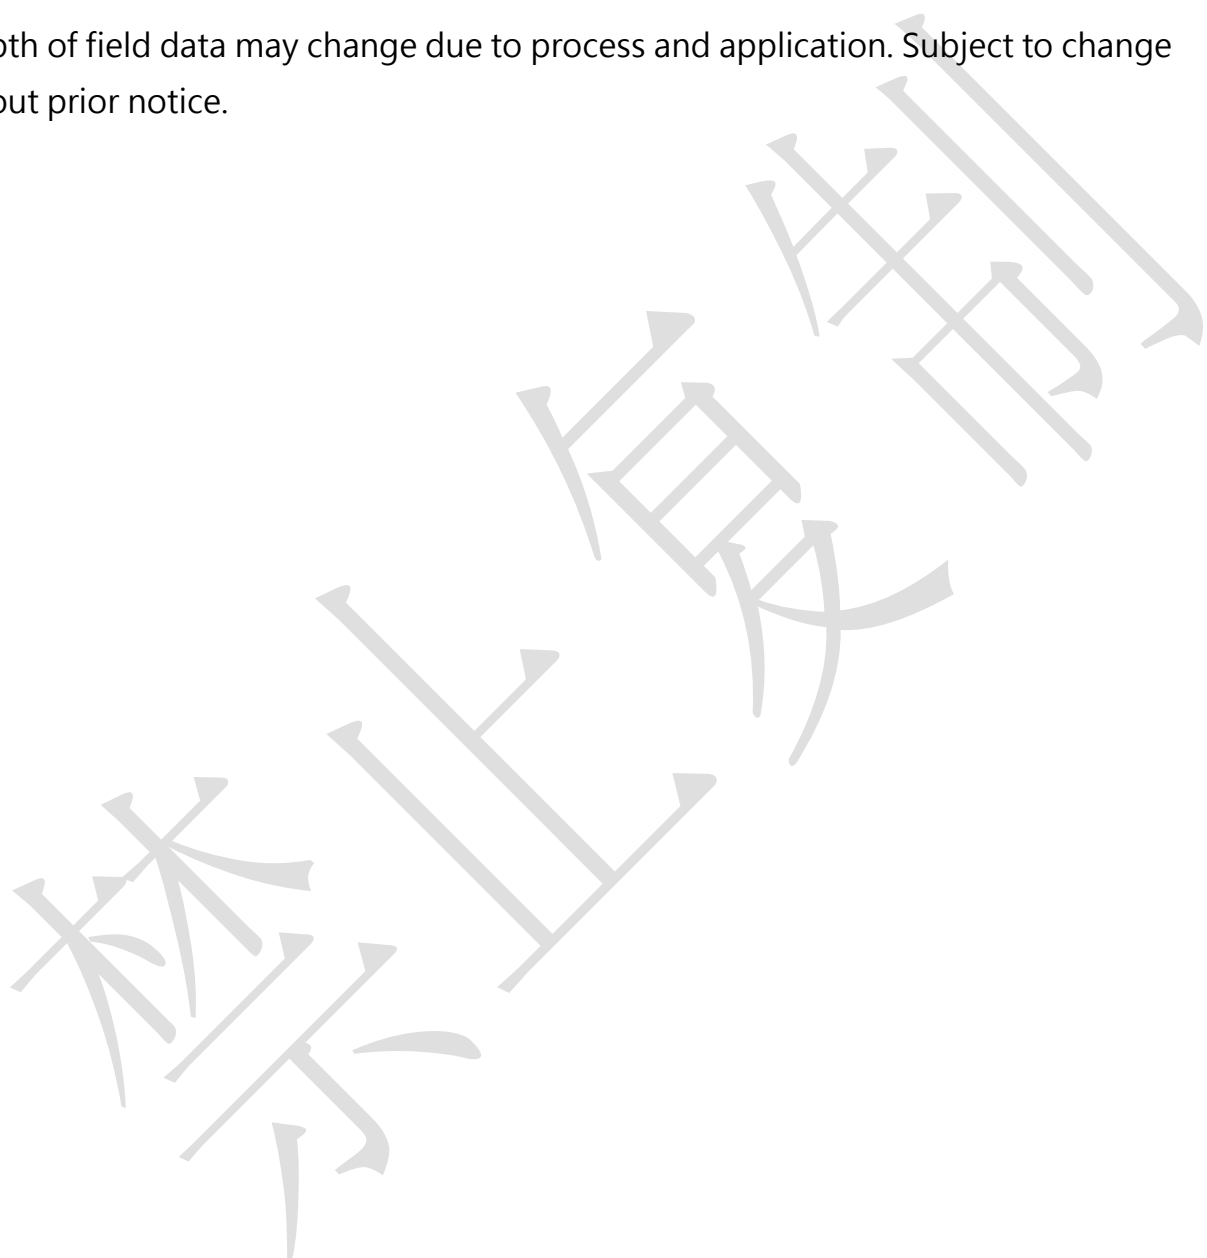 pth of field data may change due to process and application. Subject to change
out prior notice.
禁止复制